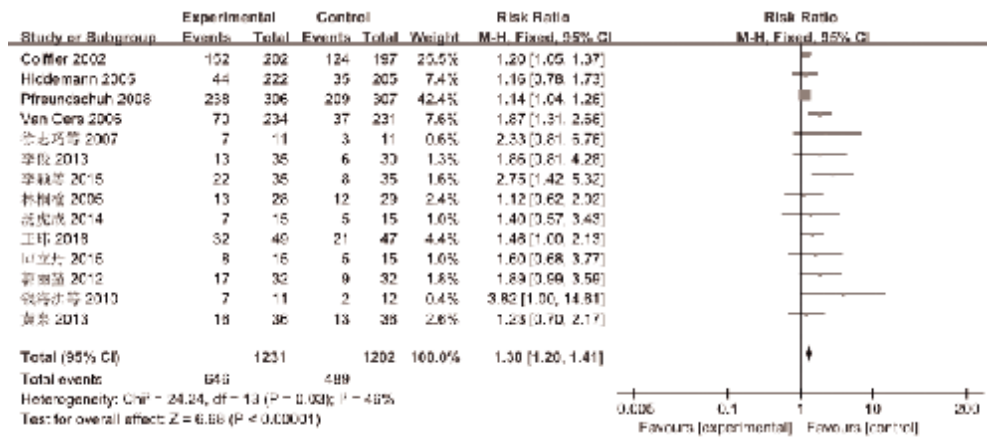 Experimental Control Risk Ratio Risk Ratio
Study or Subgroup Events Total Events Total Weight M-H, Fixed, 95% CI M-H, Fixed, 95% CI
Coiffier 2002 152 202 124 197 25.5% 1.20 [1.05, 1.37]
Hiddemann 2005 44 222 35 205 7.4% 1.16 [0.78, 1.73]
Pfreundschuh 2008 238 306 209 307 42.4% 1.14 [1.04, 1.26]
Van Oers 2006 70 234 37 231 7.6% 1.87 [1.31, 2.66]
2007 7 11 3 11 0.6% 2.33 [0.81, 6.76]
李俊 2013 13 35 6 30 1.3% 1.86 [0.81, 4.28]
2015 22 35 8 35 1.6% 2.75 [1.42, 5.32]
2005 13 28 12 29 2.4% 1.12 [0.62, 2.02]
2014 7 15 5 15 1.0% 1.40 [0.57, 3.43]
王玮 2016 32 49 21 47 4.4% 1.46 [1.00, 2.13]
8 15 5 15 1.0% 1.60 [0.68, 3.77]
2012 17 32 9 32 1.8% 1.89 [0.99, 3.59]
7 11 2 12 0.4% 3.82 [1.00, 14.61]
2013 16 36 13 36 2.6% 1.23 [0.70, 2.17]
Total (95% CI) 1231 1202 100.0% 1.30 [1.20, 1.41]
Total events 646 489
Heterogeneity: Chi² = 24.24, df = 13 (P = 0.03); I² = 46%
Test for overall effect: Z = 6.68 (P < 0.00001)
0.005 0.1 1 10 200
Favours [experimental] Favours [control]